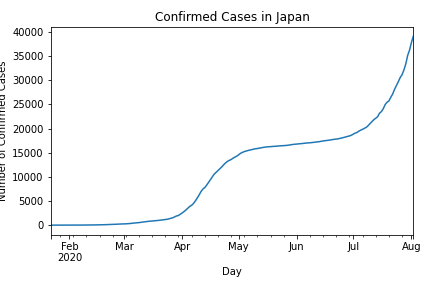 Confirmed Cases in Japan
Number of Confirmed Cases
40000
35000
30000
25000
20000
15000
10000
5000
0
Feb
2020
Mar
Apr
May
Jun
Jul
Aug
Day